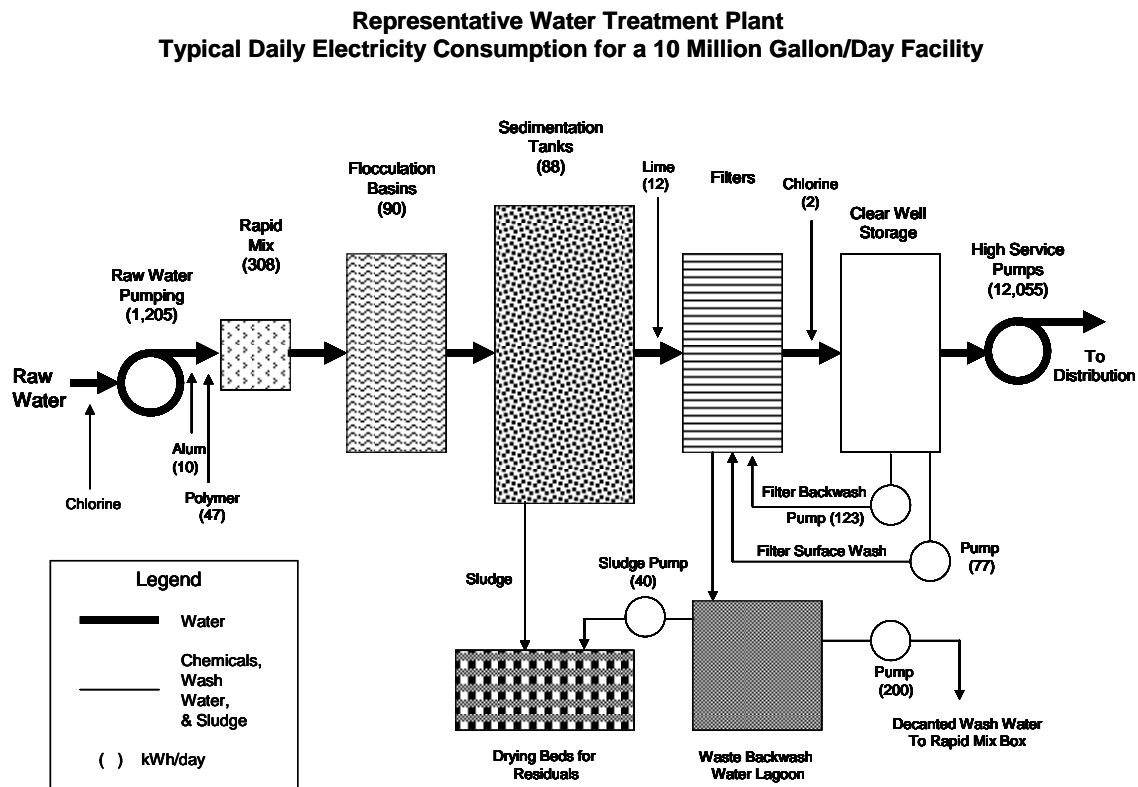 Representative Water Treatment Plant
Typical Daily Electricity Consumption for a 10 Million Gallon/Day Facility
Sedimentation
Tanks
(88)
Flocculation
Basins
(90)
Lime
(12)
Filters
Chlorine
(2)
Clear Well
Storage
Rapid
Mix
(308)
High Service
Pumps
(12,055)
Raw Water
Pumping
(1,205)
Raw
Water
To
Distribution
Alum
(10)
Chlorine
Polymer
(47)
Filter Backwash
Pump (123)
Filter Surface Wash
Pump
(77)
Sludge
Sludge Pump
(40)
Pump
(200)
Decanted Wash Water
To Rapid Mix Box
Drying Beds for
Residuals
Waste Backwash
Water Lagoon
Legend
Water
Chemicals,
Wash
Water,
& Sludge
( ) kWh/day